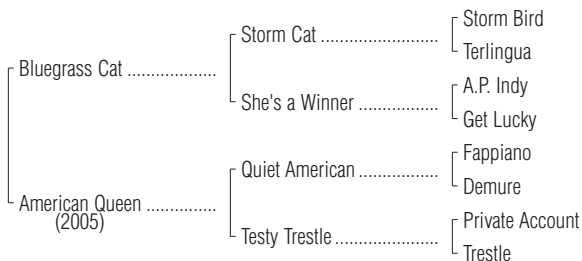 Storm Bird
Storm Cat ........................
Terlingua
Bluegrass Cat ..................
A.P. Indy
She's a Winner ................
Get Lucky
Fappiano
Quiet American ................
Demure
American Queen ..............
(2005)
Private Account
Testy Trestle .....................
Trestle